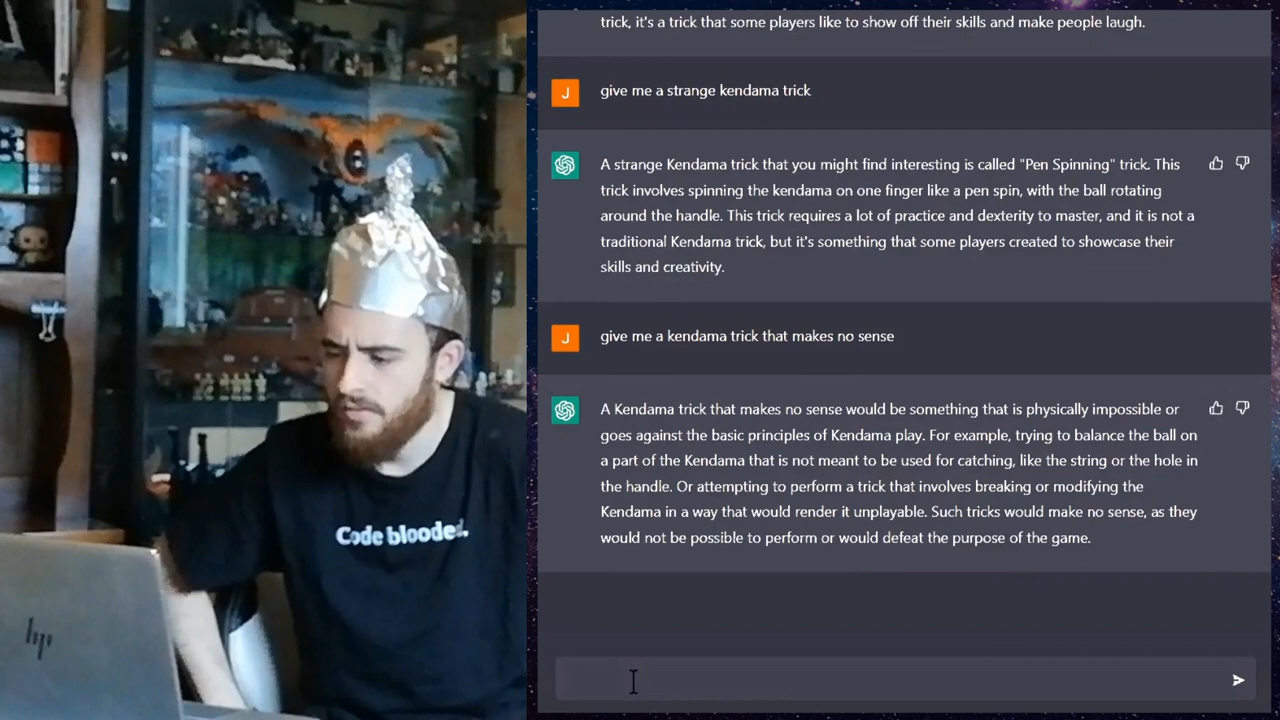 trick, it's a trick that some players like to show off their skills and make people laugh.
J
give me a strange kendama trick
A strange Kendama trick that you might find interesting is called "Pen Spinning" trick. This
trick involves spinning the kendama on one finger like a pen spin, with the ball rotating
around the handle. This trick requires a lot of practice and dexterity to master, and it is not a
traditional Kendama trick, but it's something that some players created to showcase their
skills and creativity.
J
give me a kendama trick that makes no sense
A Kendama trick that makes no sense would be something that is physically impossible or
goes against the basic principles of Kendama play. For example, trying to balance the ball on
a part of the Kendama that is not meant to be used for catching, like the string or the hole in
the handle. Or attempting to perform a trick that involves breaking or modifying the
Kendama in a way that would render it unplayable. Such tricks would make no sense, as they
would not be possible to perform or would defeat the purpose of the game.
Code blooded.
hp